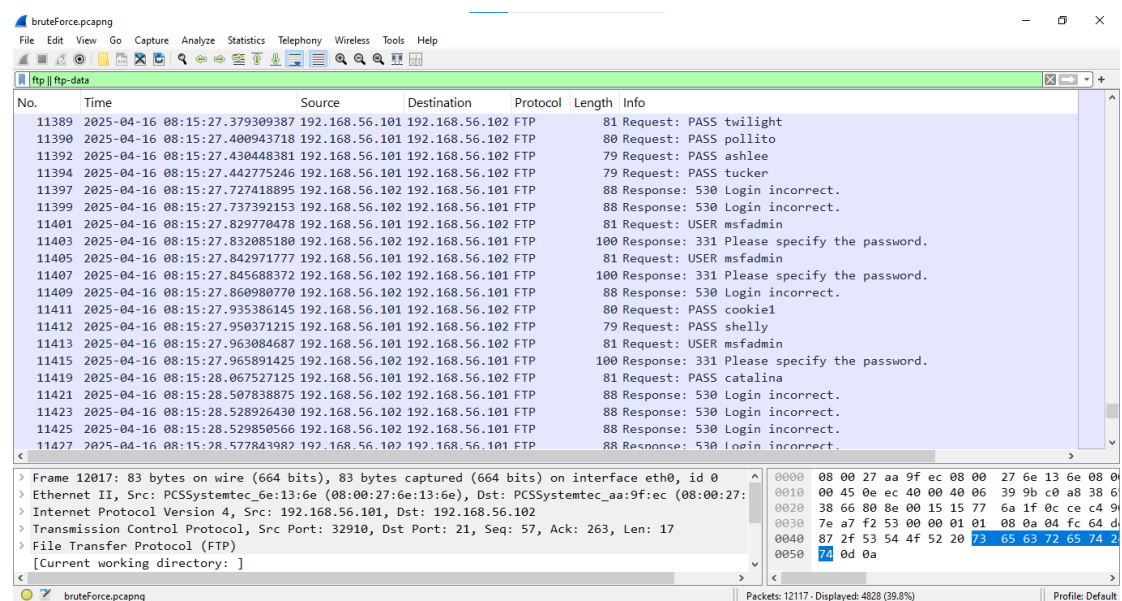 bruteForce.pcapng
File Edit View Go Capture Analyze Statistics Telephony Wireless Tools Help
ftp || ftp-data
No. Time Source Destination Protocol Length Info
11389 2025-04-16 08:15:27.379309387 192.168.56.101 192.168.56.102 FTP 81 Request: PASS twilight
11390 2025-04-16 08:15:27.400943718 192.168.56.101 192.168.56.102 FTP 80 Request: PASS pollito
11392 2025-04-16 08:15:27.430448381 192.168.56.101 192.168.56.102 FTP 79 Request: PASS ashlee
11394 2025-04-16 08:15:27.442775246 192.168.56.101 192.168.56.102 FTP 79 Request: PASS tucker
11397 2025-04-16 08:15:27.727418895 192.168.56.102 192.168.56.101 FTP 88 Response: 530 Login incorrect.
11399 2025-04-16 08:15:27.737392153 192.168.56.102 192.168.56.101 FTP 88 Response: 530 Login incorrect.
11401 2025-04-16 08:15:27.829770478 192.168.56.101 192.168.56.102 FTP 81 Request: USER msfadmin
11403 2025-04-16 08:15:27.832085180 192.168.56.102 192.168.56.101 FTP 100 Response: 331 Please specify the password.
11405 2025-04-16 08:15:27.842971777 192.168.56.101 192.168.56.102 FTP 81 Request: USER msfadmin
11407 2025-04-16 08:15:27.845688372 192.168.56.102 192.168.56.101 FTP 100 Response: 331 Please specify the password.
11409 2025-04-16 08:15:27.860980770 192.168.56.102 192.168.56.101 FTP 88 Response: 530 Login incorrect.
11411 2025-04-16 08:15:27.935386145 192.168.56.101 192.168.56.102 FTP 80 Request: PASS cookie1
11412 2025-04-16 08:15:27.950371215 192.168.56.101 192.168.56.102 FTP 79 Request: PASS shelly
11413 2025-04-16 08:15:27.963084687 192.168.56.101 192.168.56.102 FTP 81 Request: USER msfadmin
11415 2025-04-16 08:15:27.965891425 192.168.56.102 192.168.56.101 FTP 100 Response: 331 Please specify the password.
11419 2025-04-16 08:15:28.067527125 192.168.56.101 192.168.56.102 FTP 81 Request: PASS catalina
11421 2025-04-16 08:15:28.507838875 192.168.56.102 192.168.56.101 FTP 88 Response: 530 Login incorrect.
11423 2025-04-16 08:15:28.528926430 192.168.56.102 192.168.56.101 FTP 88 Response: 530 Login incorrect.
11425 2025-04-16 08:15:28.529850566 192.168.56.102 192.168.56.101 FTP 88 Response: 530 Login incorrect.
11427 2025-04-16 08:15:28.577843982 192.168.56.102 192.168.56.101 FTP 88 Response: 530 Login incorrect.
Frame 12017: 83 bytes on wire (664 bits), 83 bytes captured (664 bits) on interface eth0, id 0
Ethernet II, Src: PCSSystemtec_6e:13:6e (08:00:27:6e:13:6e), Dst: PCSSystemtec_aa:9f:ec (08:00:27:
Internet Protocol Version 4, Src: 192.168.56.101, Dst: 192.168.56.102
Transmission Control Protocol, Src Port: 32910, Dst Port: 21, Seq: 57, Ack: 263, Len: 17
File Transfer Protocol (FTP)
[Current working directory: ]
0000 08 00 27 aa 9f ec 08 00 27 6e 13 6e 08 0
0010 00 45 0e ec 40 00 40 06 39 9b c0 a8 38 6
0020 38 66 80 8e 00 15 15 77 6a 1f 0c ce c4 9
0030 7e a7 f2 53 00 00 01 01 08 0a 04 fc 64 d
0040 87 2f 53 54 4f 52 20 73 65 63 72 65 74 2
0050 74 0d 0a
bruteForce.pcapng Packets: 12117 · Displayed: 4828 (39.8%) Profile: Default